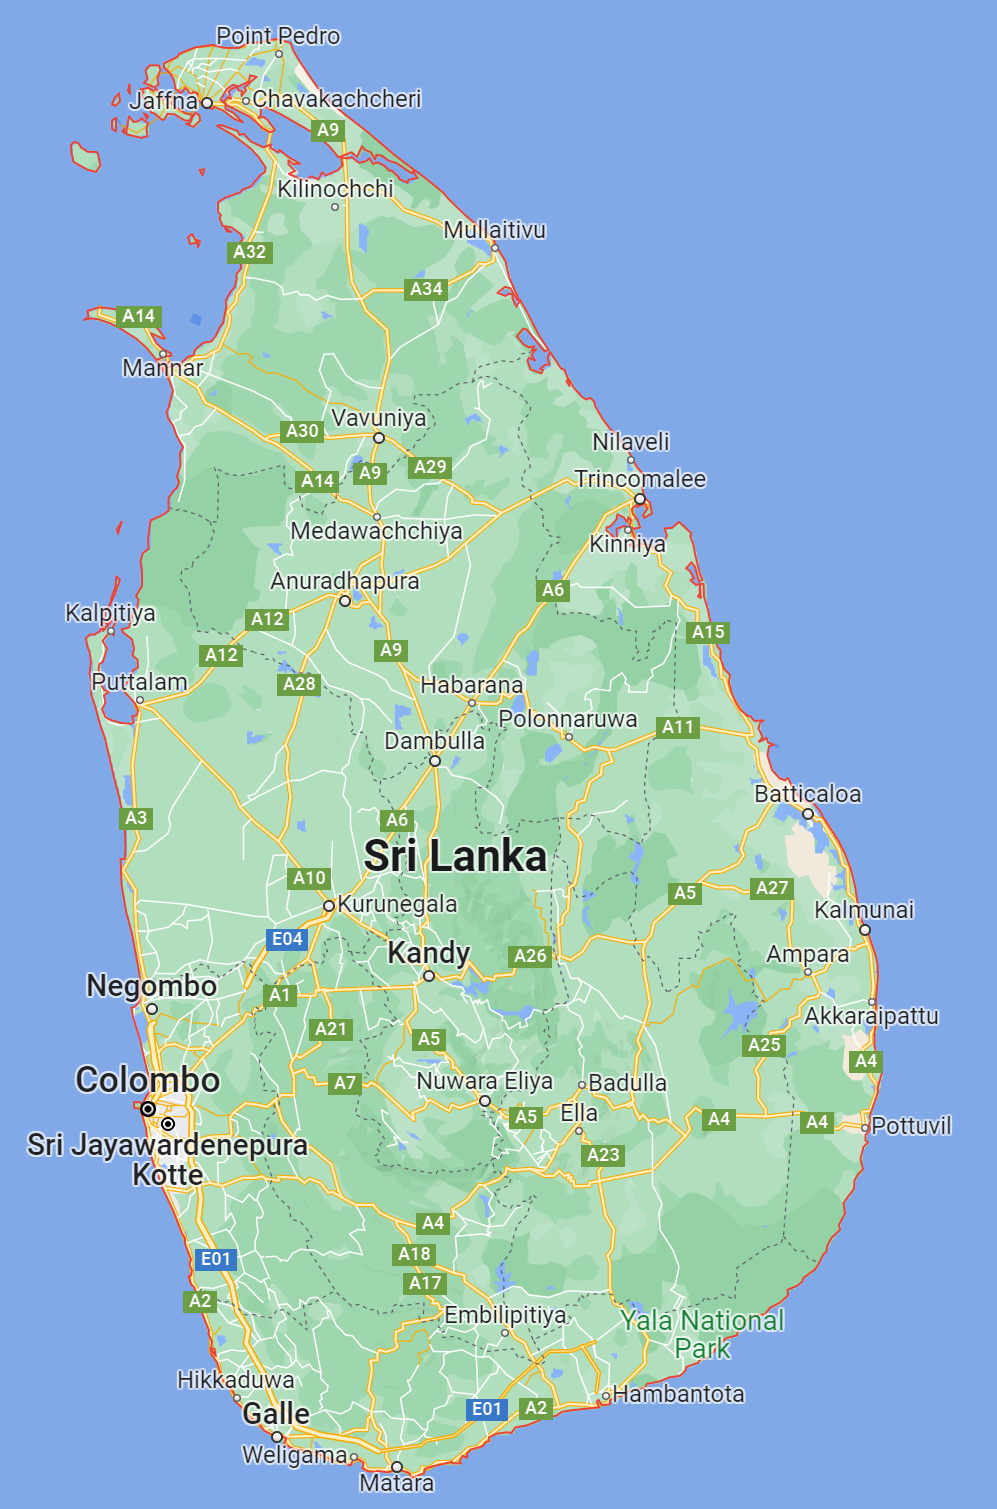 Point Pedro
Jaffna
Chavakachcheri
A9
Kilinochchi
Mullaitivu
A32
A34
A14
Mannar
Vavuniya
A30
Nilaveli
A29
A9
A14
Trincomalee
Medawachchiya
Kinniya
Anuradhapura
A6
Kalpitiya
A12
A15
A12
A9
Puttalam
A28
Habarana
Polonnaruwa
A11
Dambulla
Batticaloa
A3
A6
Sri Lanka
A10
A5
A27
Kurunegala
Kalmunai
E04
Kandy
A26
Ampara
Negombo
A1
Akkaraipattu
A21
A5
A25
A4
Colombo
A7
Nuwara Eliya
Badulla
A5
Ella
A4
A4
Pottuvil
Sri Jayawardenepura
Kotte
A23
A4
E01
A18
A17
A2
Embilipitiya
Yala National
Park
Hikkaduwa
Hambantota
Galle
E01
A2
Weligama
Matara